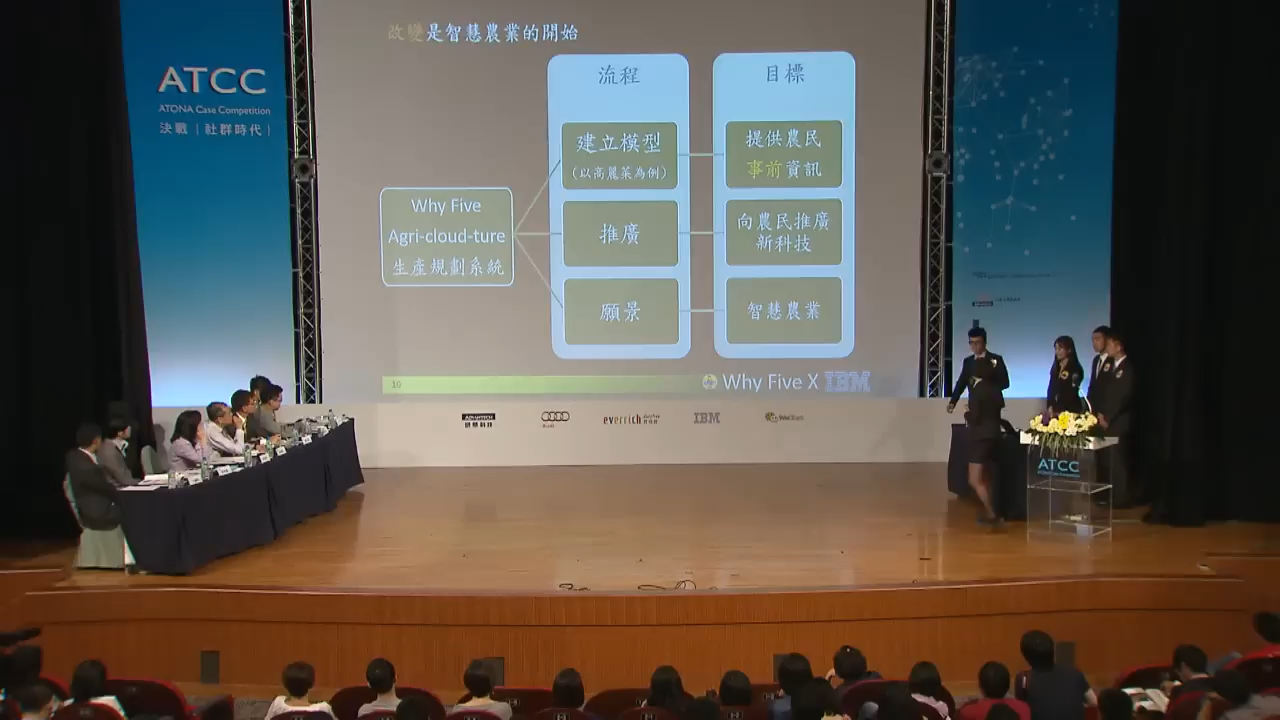 改變是智慧農業的開始
ATCC
ATONA Case Competition
決戰｜社群時代｜
流程
目標
Why Five
Agri-cloud-ture
生產規劃系統
建立模型
(以高麗菜為例)
提供農民
事前資訊
推廣
向農民推廣
新科技
願景
智慧農業
10
Why Five X IBM
ADVANTECH
研華科技
Audi
everrich
IBM
ATCC